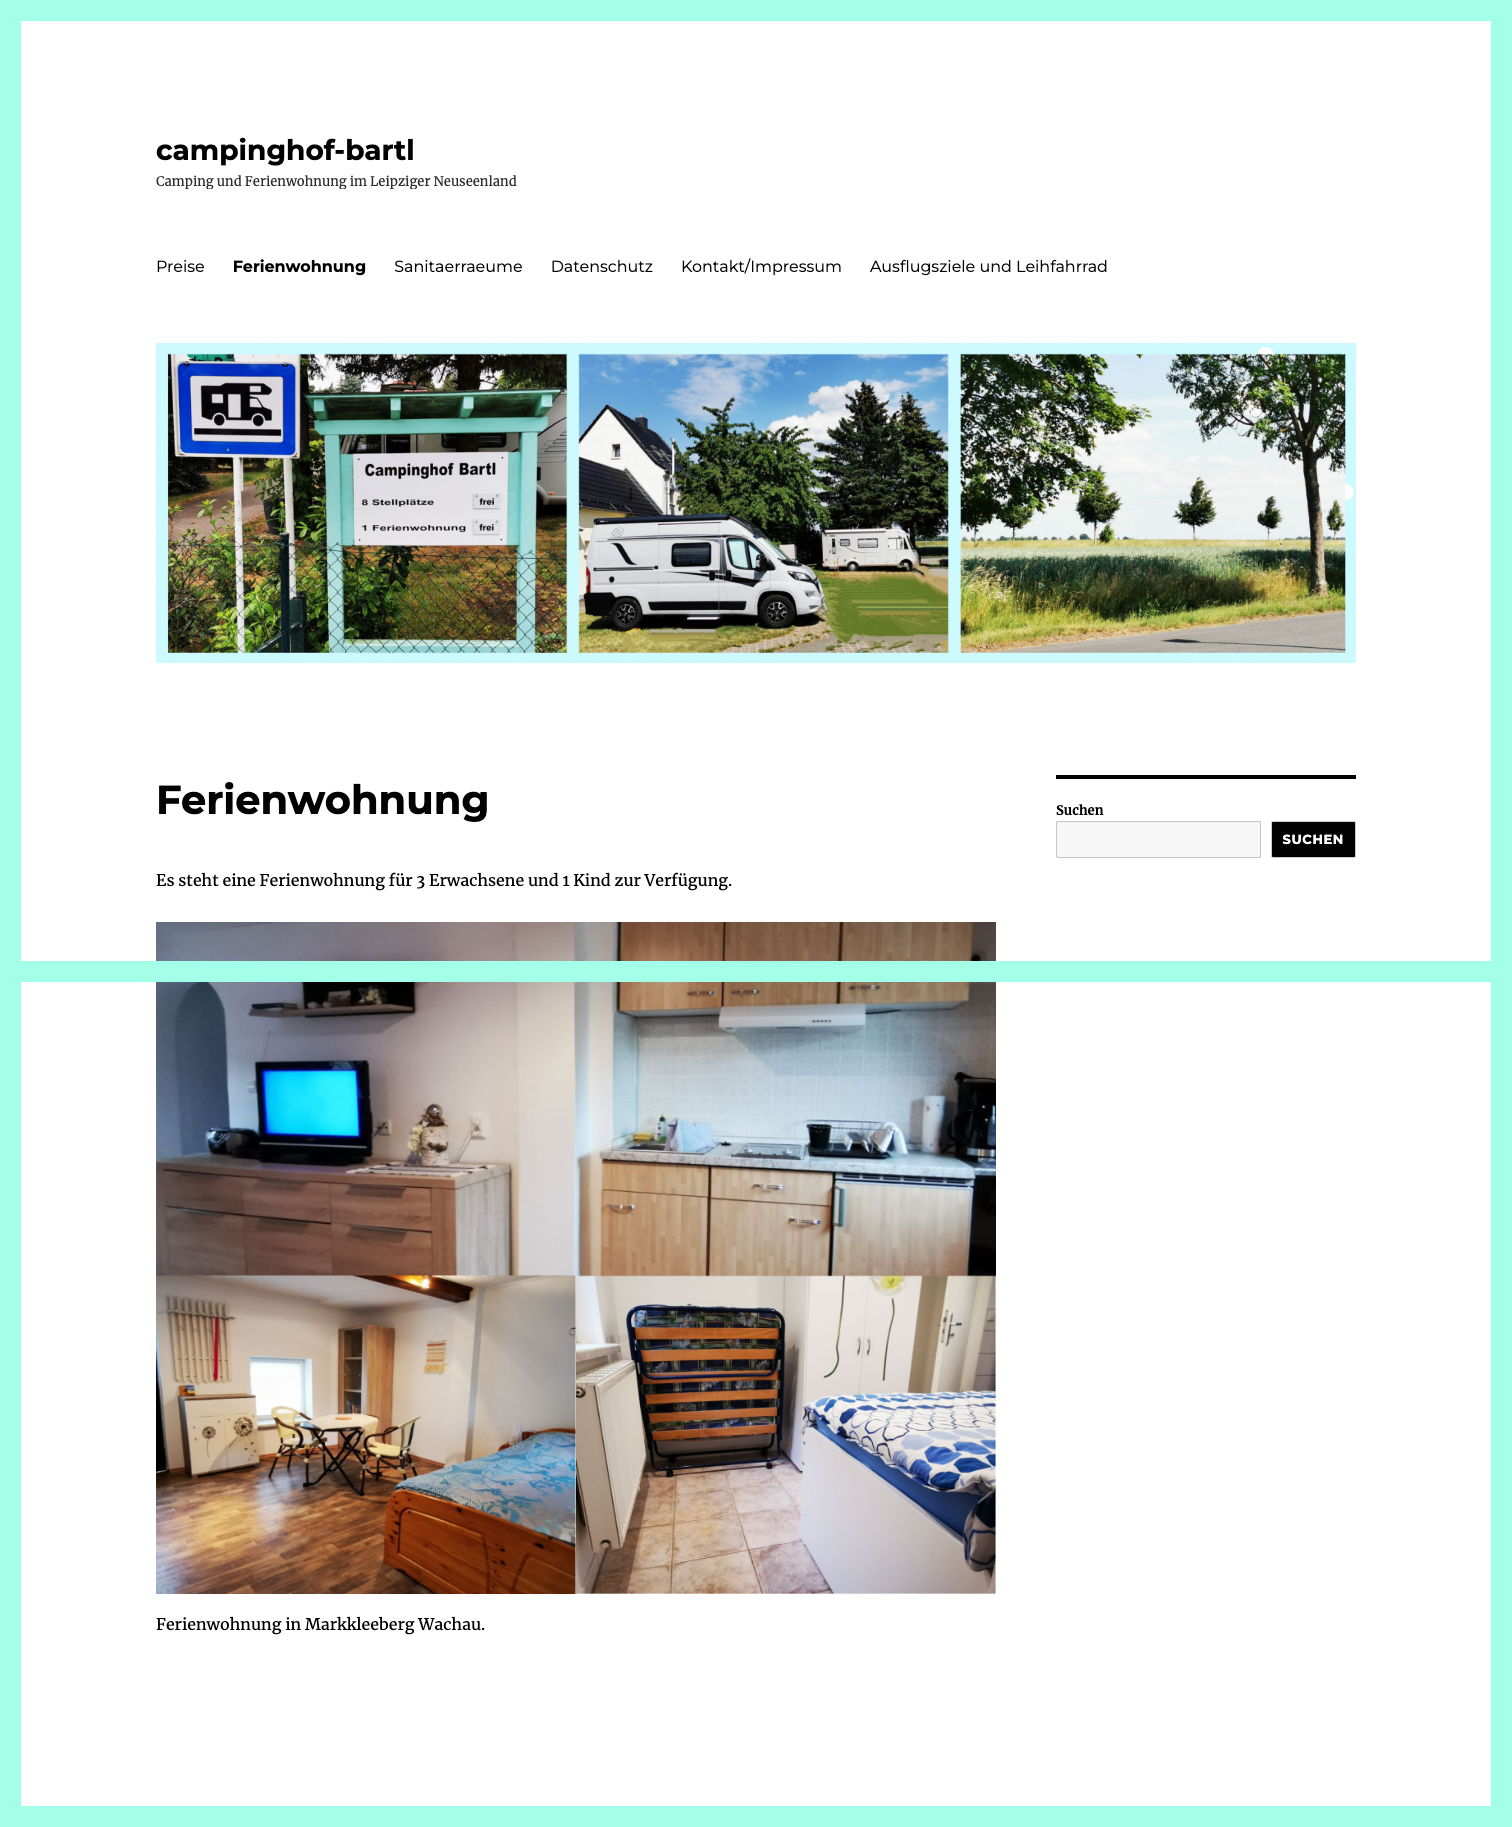 campinghof-bartl
Camping und Ferienwohnung im Leipziger Neuseenland
Preise Ferienwohnung Sanitaerraeume Datenschutz Kontakt/Impressum Ausflugsziele und Leihfahrrad
Campinghof Bartl
8 Stellplätze frei
1 Ferienwohnung frei
Ferienwohnung
Suchen
SUCHEN
Es steht eine Ferienwohnung für 3 Erwachsene und 1 Kind zur Verfügung.
Ferienwohnung in Markkleeberg Wachau.